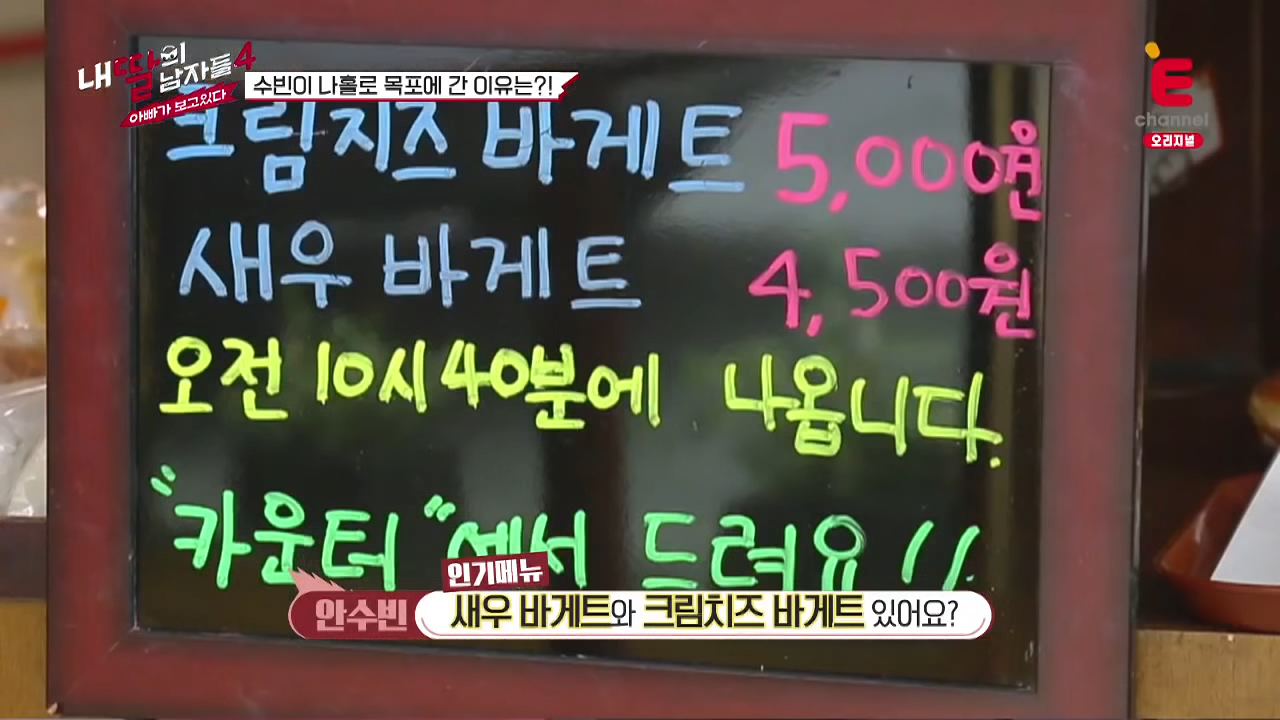 내 딸의 남자들4
아빠가 보고있다
수빈이 나홀로 목포에 간 이유는?!
E
channel
오리지널
크림치즈 바게트 5,000원
새우 바게트 4,500원
오전 10시 40분에 나옵니다.
"카운터"에서 드려요!!
인기메뉴
안수빈 새우 바게트와 크림치즈 바게트 있어요?